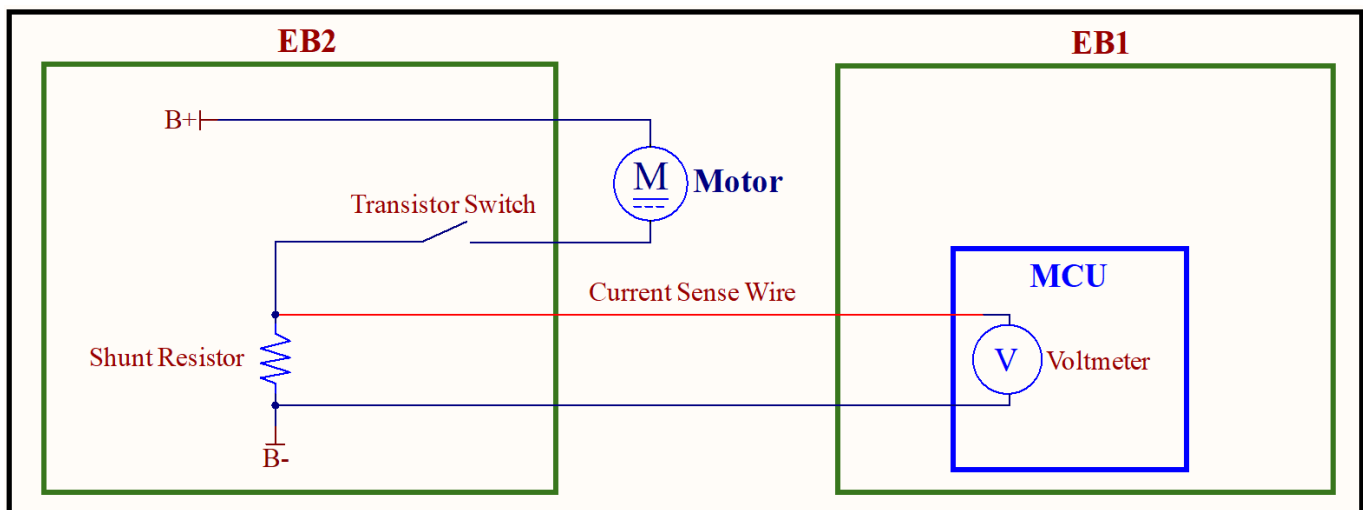 EB2
EB1
B+
M
Motor
Transistor Switch
MCU
Current Sense Wire
Shunt Resistor
V
Voltmeter
B-